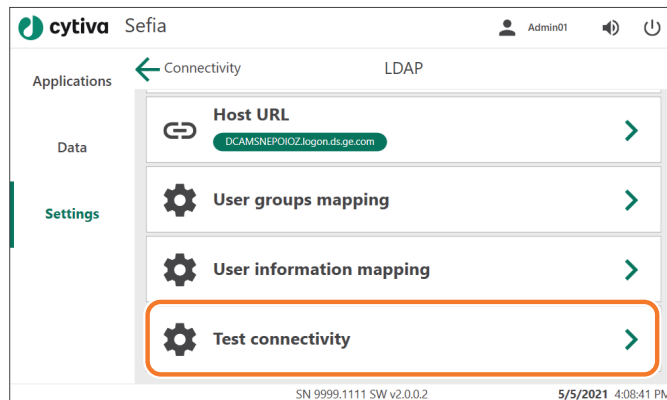 cytiva Sefia Admin01
Applications
Data
Settings
Connectivity LDAP
Host URL
DCAMSNEPOIOZ.logon.ds.ge.com
User groups mapping
User information mapping
Test connectivity
SN 9999.1111 SW v2.0.0.2 5/5/2021 4:08:41 PM